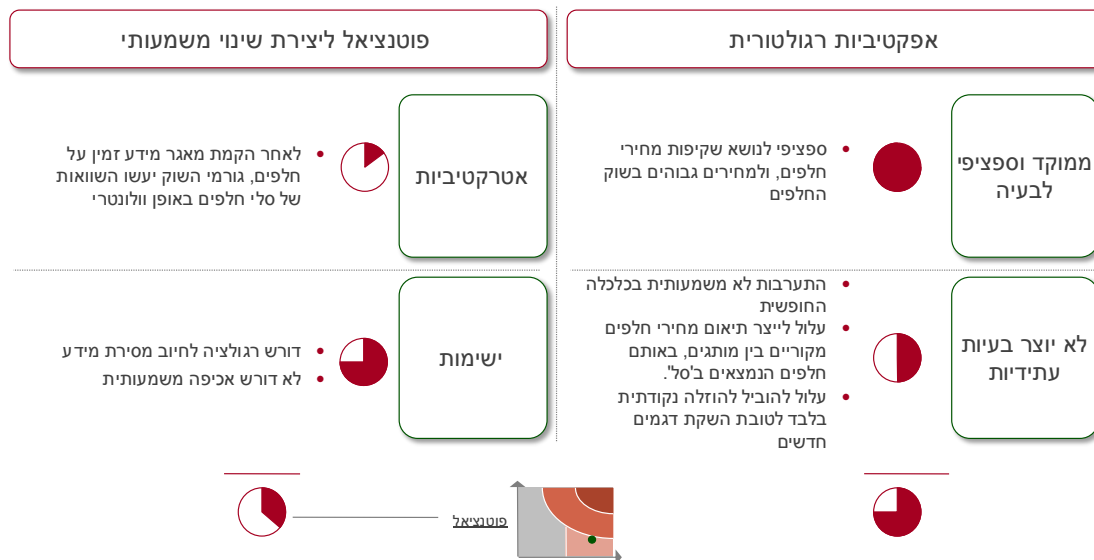 אפקטיביות רגולטורית
ממוקד וספציפי
לבעיה
• ספציפי לנושא שקיפות מחירי
חלפים, ולמחירים גבוהים בשוק
החלפים
לא יוצר בעיות
עתידיות
• התערבות לא משמעותית בכלכלה
החופשית
• עלול לייצר תיאום מחירי חלפים
מקוריים בין מותגים, באותם
חלפים הנמצאים ב'סל'.
• עלול להוביל להוזלה נקודתית
בלבד לטובת השקת דגמים
חדשים
פוטנציאל ליצירת שינוי משמעותי
אטרקטיביות
• לאחר הקמת מאגר מידע זמין על
חלפים, גורמי השוק יעשו השוואות
של סלי חלפים באופן וולונטרי
ישימות
• דורש רגולציה לחיוב מסירת מידע
• לא דורש אכיפה משמעותית
פוטנציאל